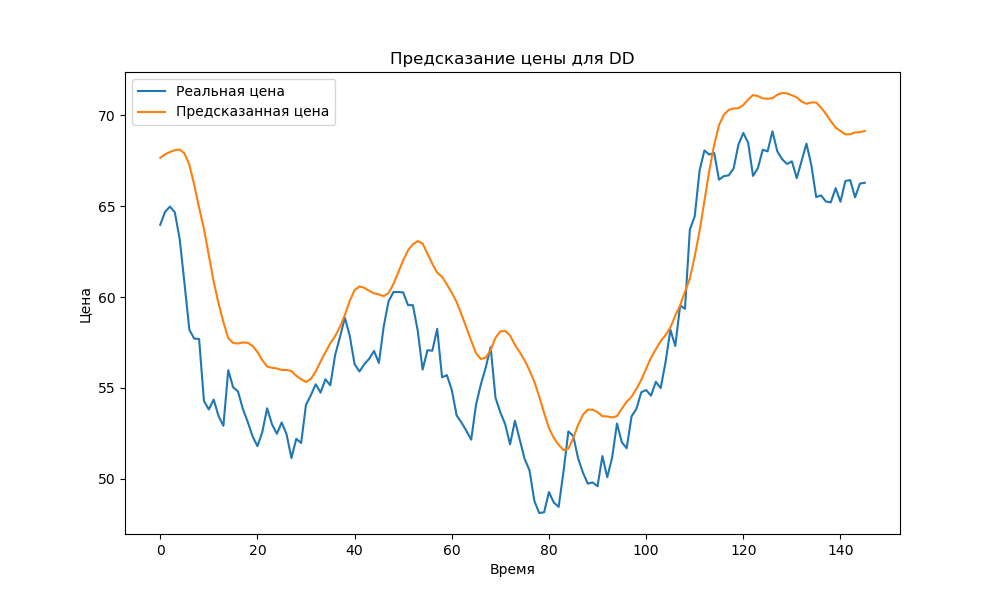 Предсказание цены для DD
Реальная цена
Предсказанная цена
70
65
60
55
50
Цена
0 20 40 60 80 100 120 140
Время